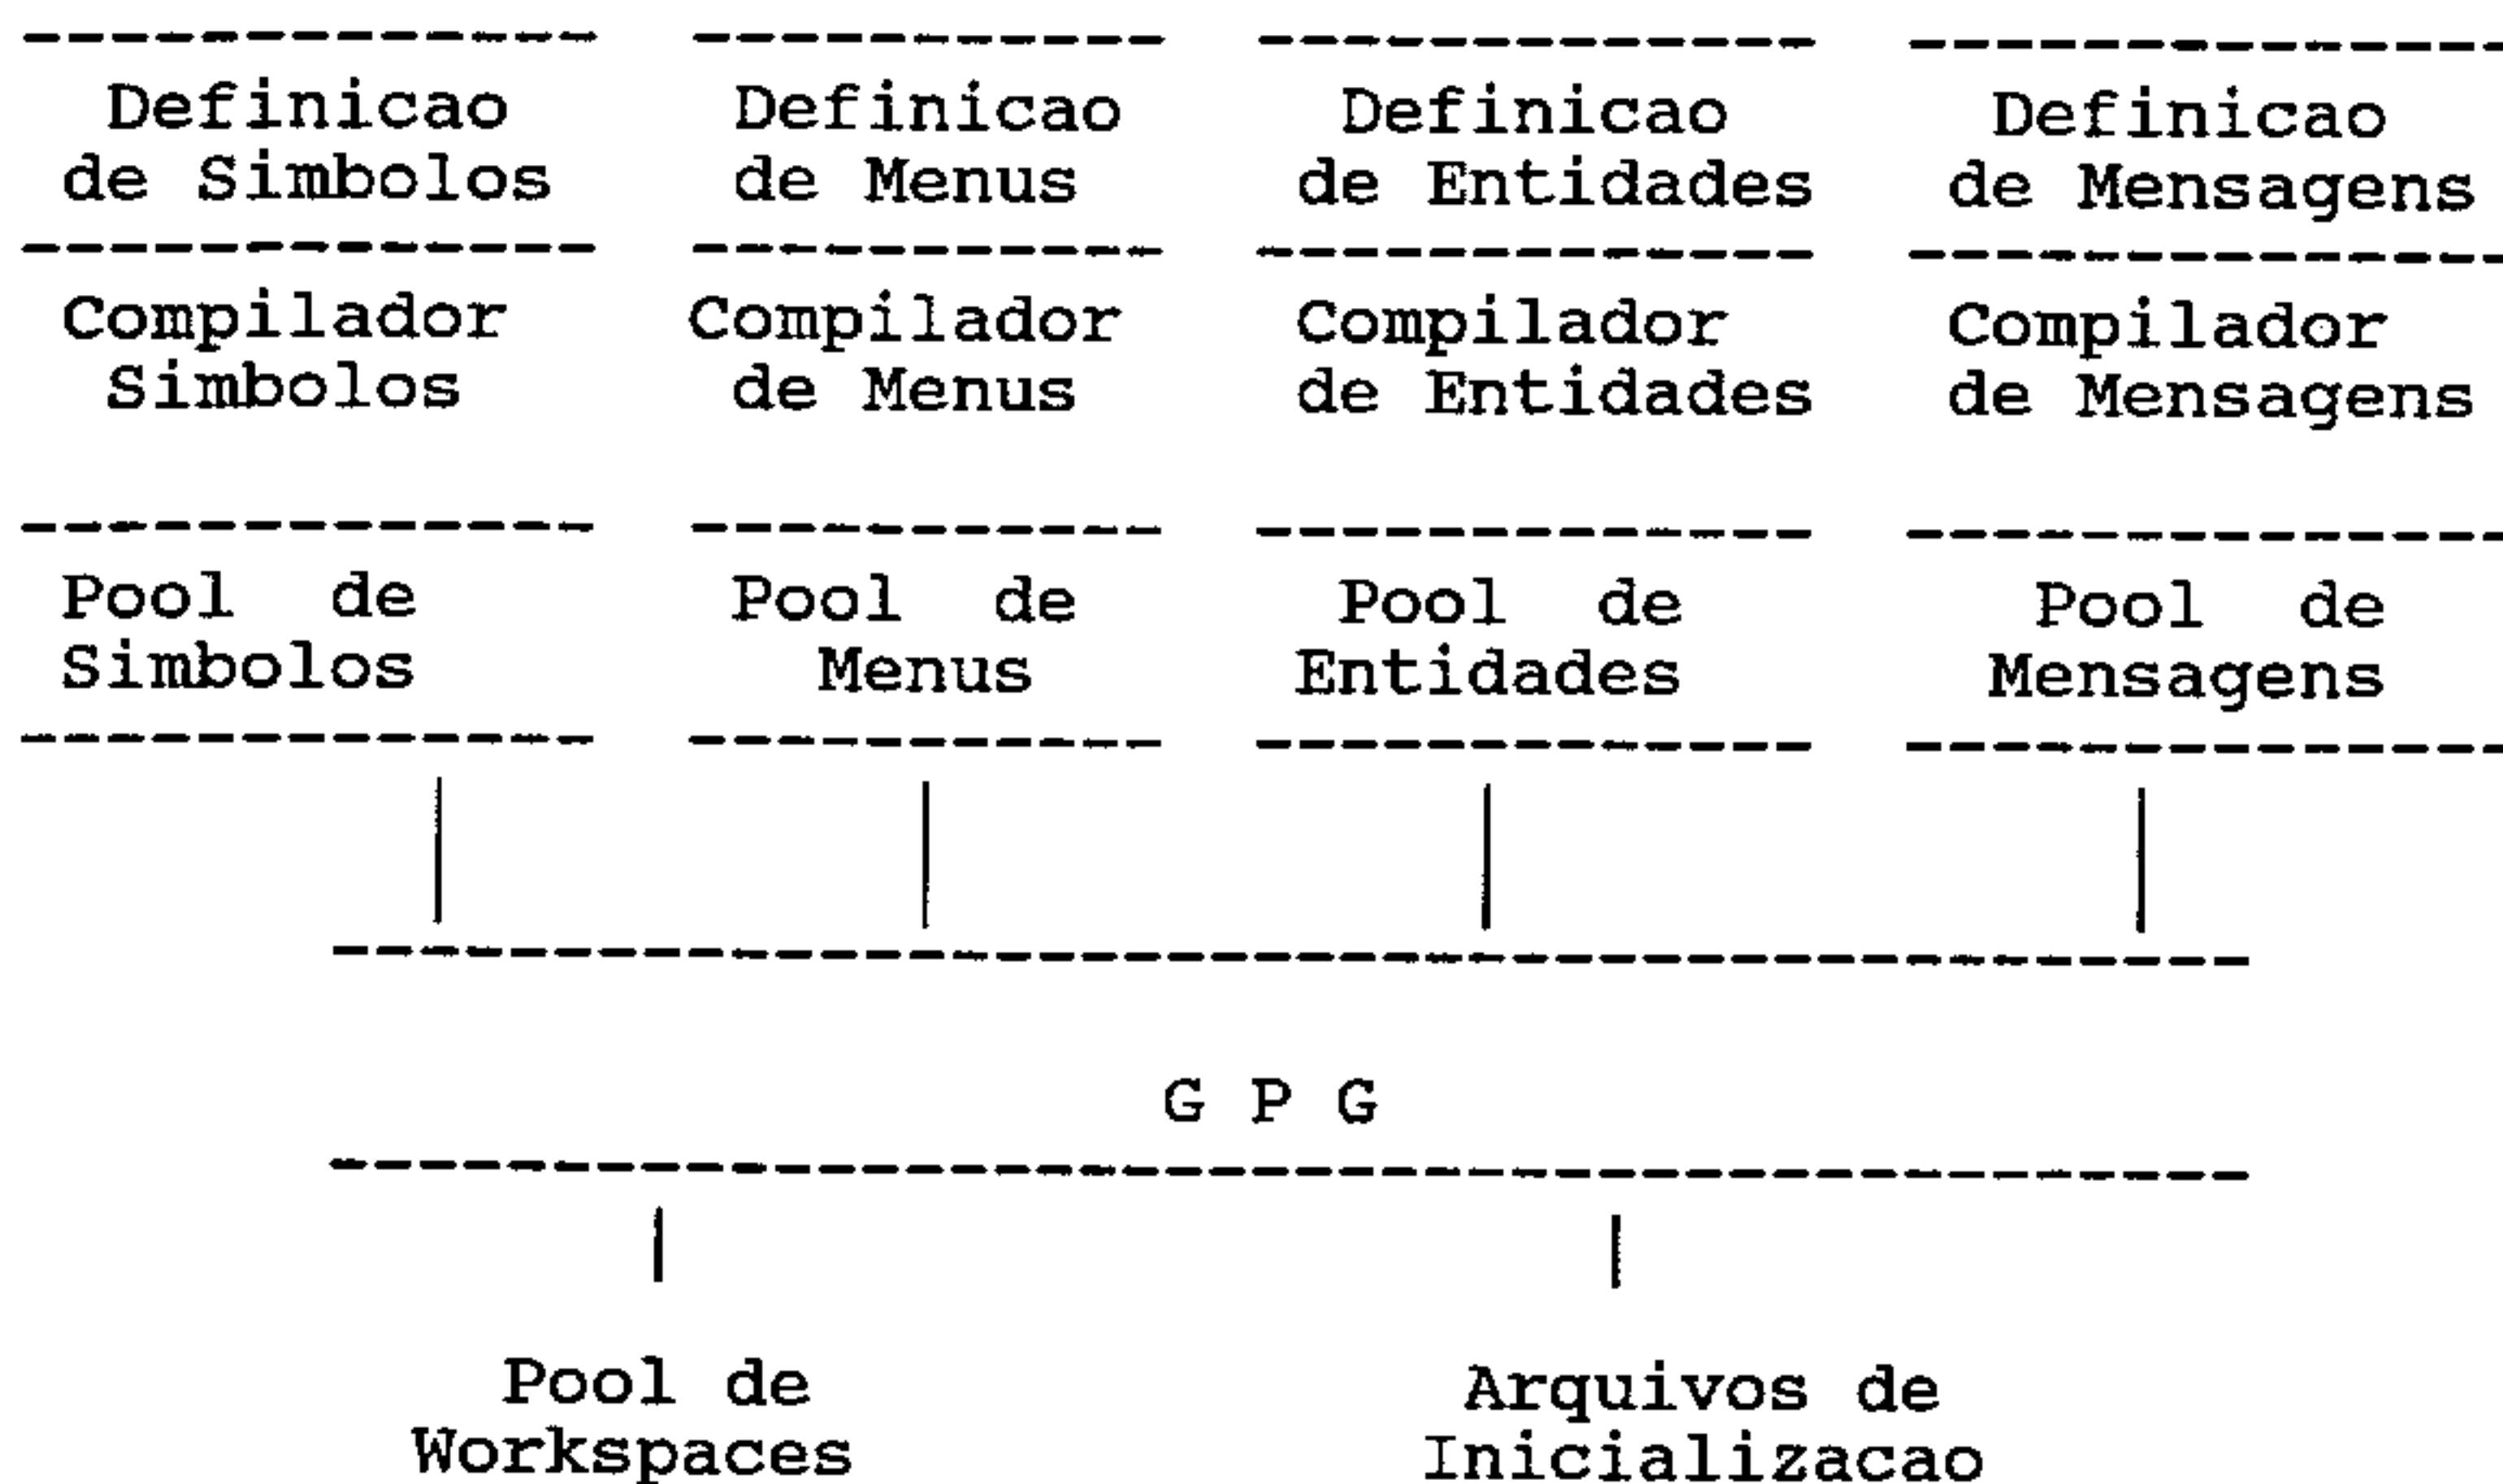 Definicao Definicao Definicao Definicao
de Simbolos de Menus de Entidades de Mensagens
Compilador Compilador Compilador Compilador
Simbolos de Menus de Entidades de Mensagens
Pool de Pool de Pool de Pool de
Simbolos Menus Entidades Mensagens
G P G
Pool de Arquivos de
Workspaces Inicializacao